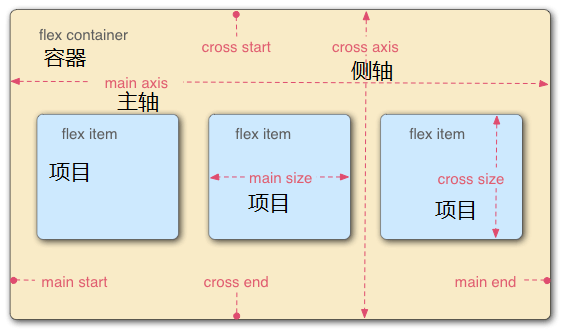 flex container
容器
cross start
cross axis
侧轴
main axis
主轴
flex item
项目
flex item
main size
项目
flex item
cross size
项目
main start
cross end
main end